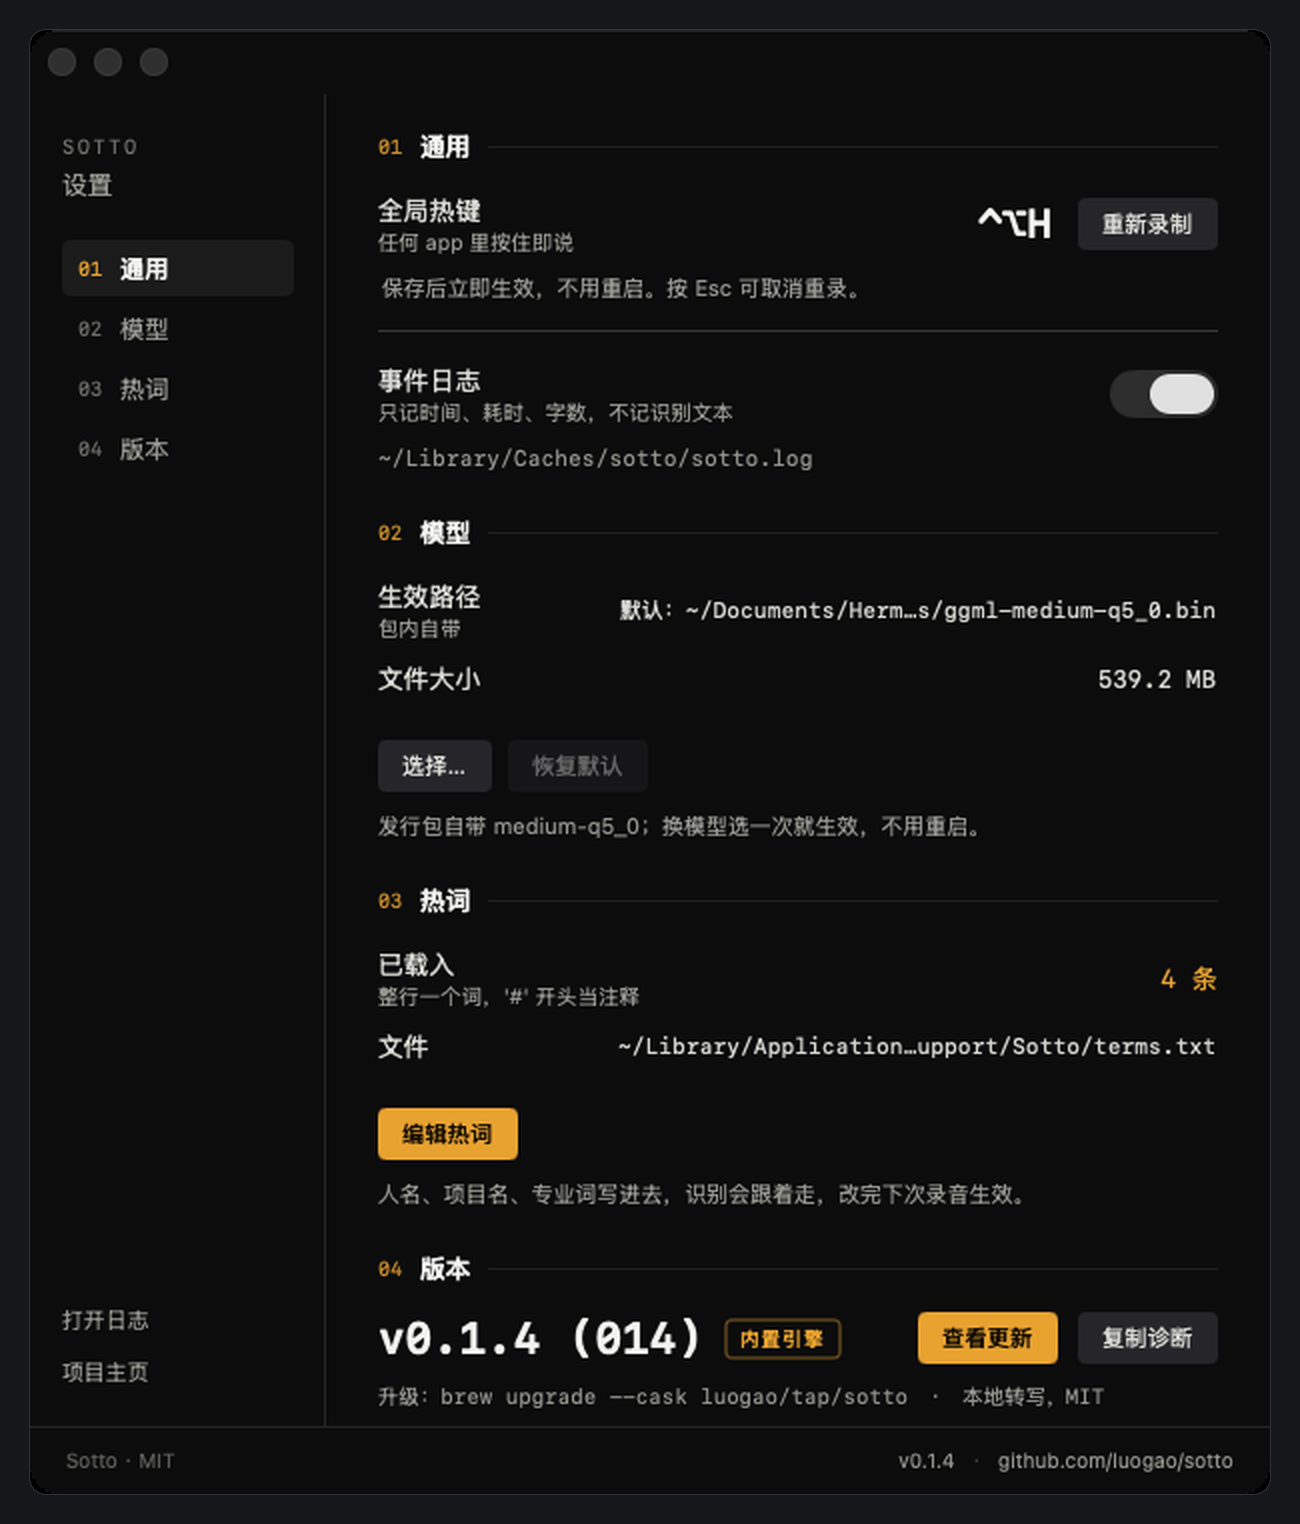 SOTTO
设置
01 通用
02 模型
03 热词
04 版本
打开日志
项目主页
01 通用
全局热键
任何 app 里按住即说
⌃⌥H
重新录制
保存后立即生效，不用重启。按 Esc 可取消重录。
事件日志
只记时间、耗时、字数，不记识别文本
~/Library/Caches/sotto/sotto.log
02 模型
生效路径
包内自带
默认: ~/Documents/Herm…s/ggml-medium-q5_0.bin
文件大小
539.2 MB
选择…
恢复默认
发行包自带 medium-q5_0；换模型选一次就生效，不用重启。
03 热词
已载入
整行一个词，'#' 开头当注释
4 条
文件
~/Library/Application…upport/Sotto/terms.txt
编辑热词
人名、项目名、专业词写进去，识别会跟着走，改完下次录音生效。
04 版本
v0.1.4 (014)
内置引擎
查看更新
复制诊断
升级: brew upgrade --cask luogao/tap/sotto · 本地转写, MIT
Sotto · MIT
v0.1.4 · github.com/luogao/sotto